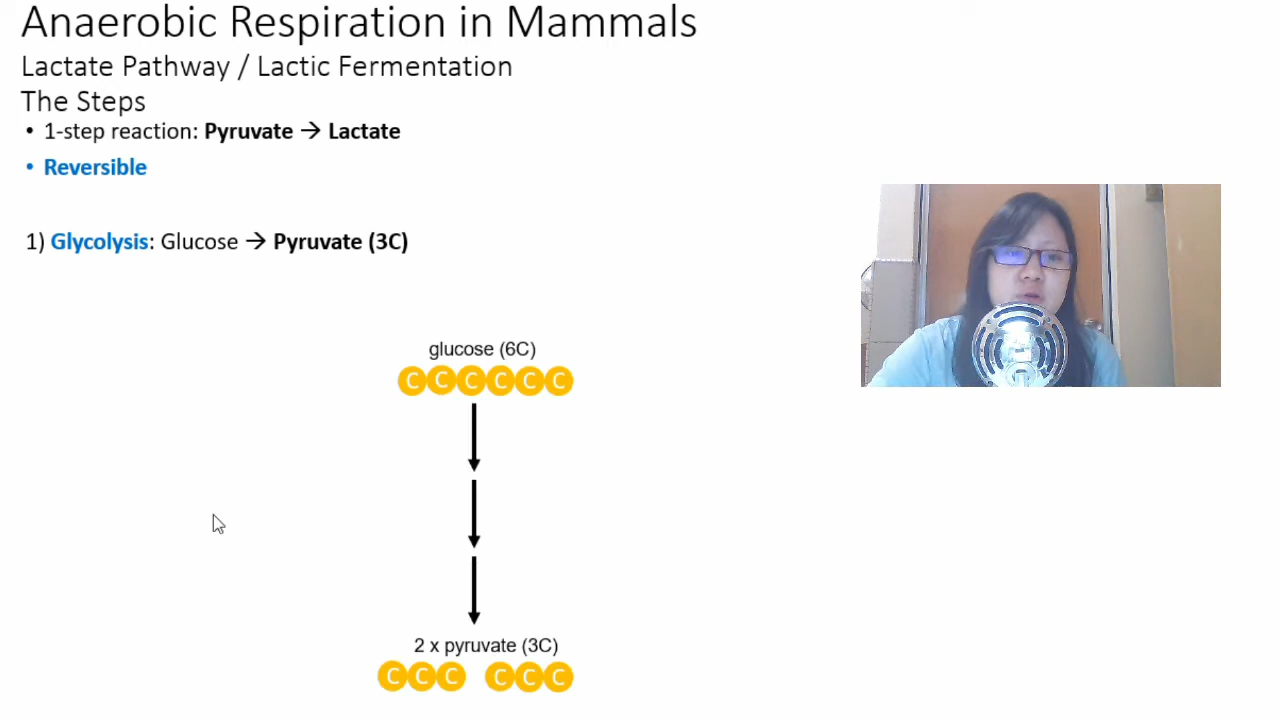 Anaerobic Respiration in Mammals
Lactate Pathway / Lactic Fermentation
The Steps
• 1-step reaction: Pyruvate → Lactate
• Reversible
1) Glycolysis: Glucose → Pyruvate (3C)
glucose (6C)
C C C C C C
2 x pyruvate (3C)
C C C C C C